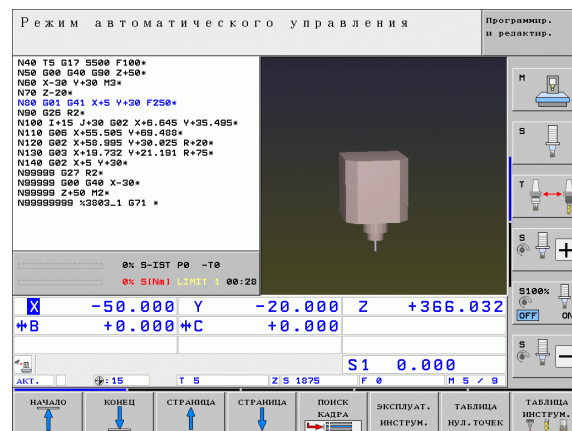 Режим автоматического управления
Программир.
и редактир.
N40 T5 G17 S500 F100*
N50 G00 G40 G90 Z+50*
N60 X-30 Y+30 M3*
N70 Z-20*
N80 G01 G41 X+5 Y+30 F250*
N90 G26 R2*
N100 I+15 J+30 G02 X+6.645 Y+35.495*
N110 G06 X+55.505 Y+69.488*
N120 G02 X+58.995 Y+30.025 R+20*
N130 G03 X+19.732 Y+21.191 R+75*
N140 G02 X+5 Y+30*
N99999 G27 R2*
N99999 G00 G40 X-30*
N99999 Z+50 M2*
N99999999 %3803_1 G71 *
0% S-IST P0 -T0
0% S[Nm] LIMIT 1 00:28
X -50.000 Y -20.000 Z +366.032
B +0.000 C +0.000
S1 0.000
АКТ. : 15 T 5 Z S 1875 F 0 M 5 / 9
M
S
T
S
S100%
OFF ON
S
НАЧАЛО
КОНЕЦ
СТРАНИЦА
СТРАНИЦА
ПОИСК
КАДРА
ЭКСПЛУАТ.
ИНСТРУМ.
ТАБЛИЦА
НУЛ.ТОЧЕК
ТАБЛИЦА
ИНСТРУМ.